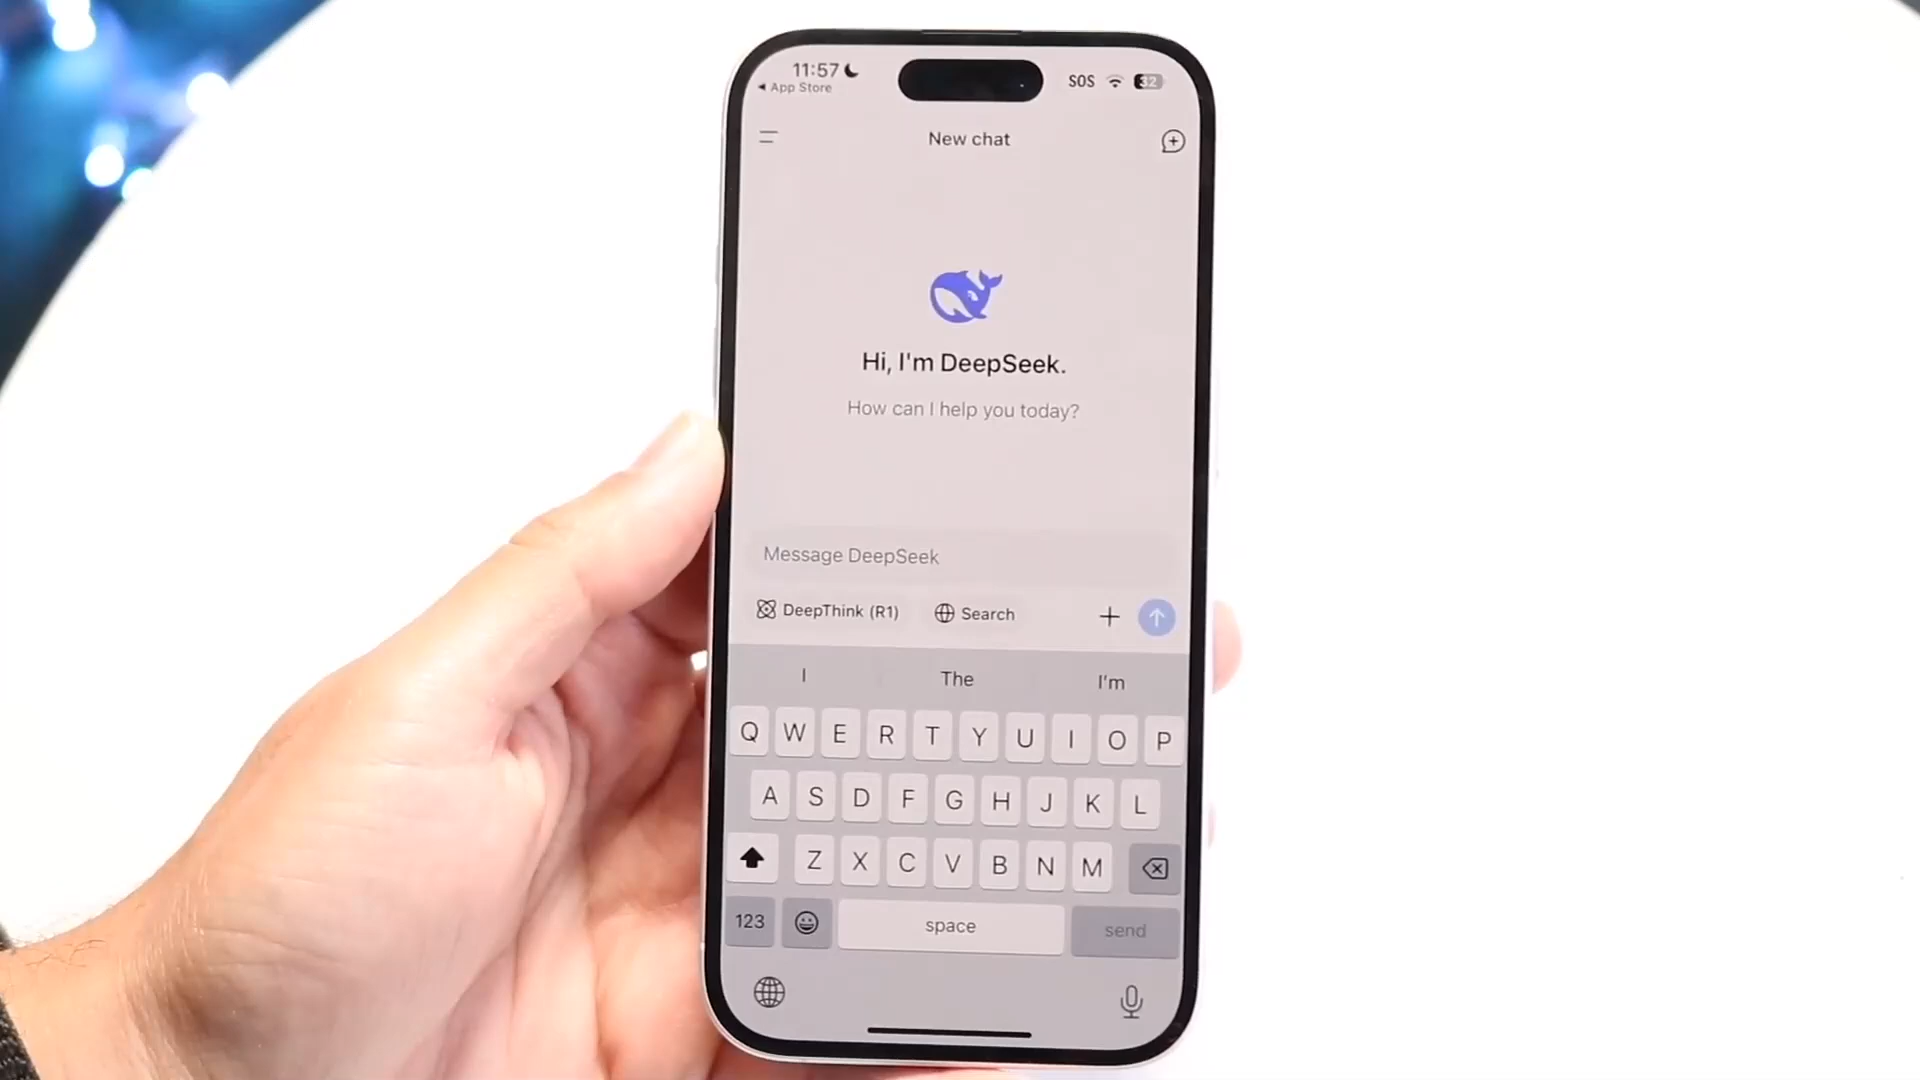 11:57
SOS
32
App Store
New chat
Hi, I'm DeepSeek.
How can I help you today?
Message DeepSeek
DeepThink (R1)
Search
I
The
I'm
Q W E R T Y U I O P
A S D F G H J K L
Z X C V B N M
123
space
send